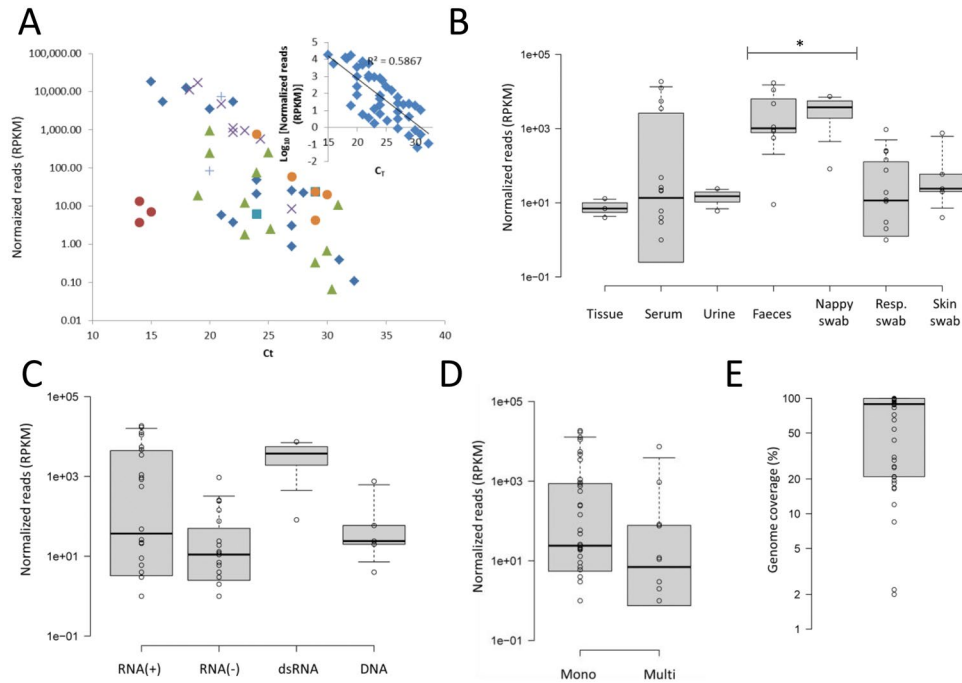 A
Normaized reads (RPKM)
100,000.00
10,000.00
1,000.00
100.00
10.00
1.00
0.10
0.01
10
15
20
25
30
35
40
Ct
Log10 [Normalized reads
(RPKM)]
5
4
3
2
1
0
-1
-2
15
20
25
30
R² = 0.5867
CT
B
Normalized reads (RPKM)
1e+05
1e+03
1e+01
1e−01
*
Tissue
Serum
Urine
Faeces
Nappy
swab
Resp.
swab
Skin
swab
C
Normalized reads (RPKM)
1e+05
1e+03
1e+01
1e−01
RNA(+)
RNA(-)
dsRNA
DNA
D
Normalized reads (RPKM)
1e+05
1e+03
1e+01
1e−01
Mono
Multi
E
Genome coverage (%)
100
50
20
10
5
2
1